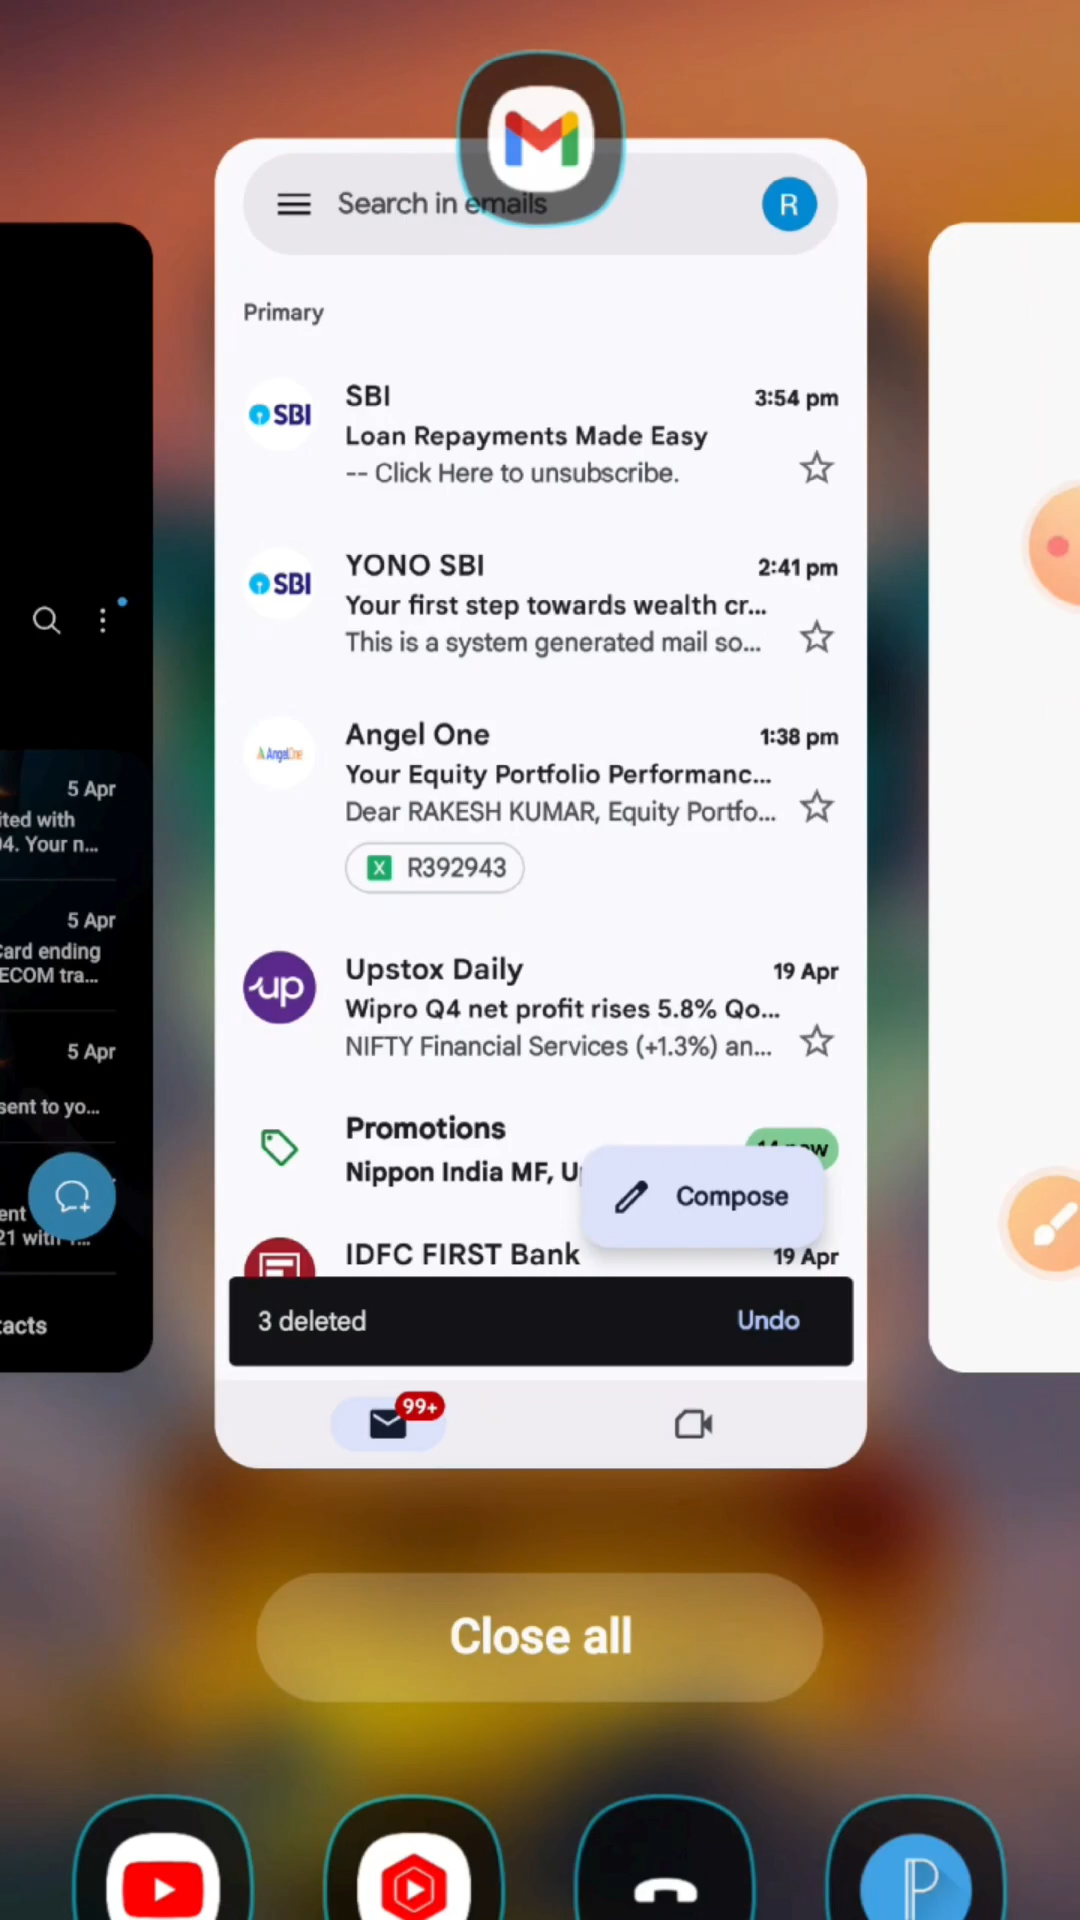 Search in emails
R
Primary
SBI
3:54 pm
SBI
Loan Repayments Made Easy
-- Click Here to unsubscribe.
YONO SBI
2:41 pm
SBI
Your first step towards wealth cr...
This is a system generated mail so...
Angel One
1:38 pm
AngelOne
Your Equity Portfolio Performanc...
Dear RAKESH KUMAR, Equity Portfo...
X R392943
Upstox Daily
19 Apr
up
Wipro Q4 net profit rises 5.8% Qo...
NIFTY Financial Services (+1.3%) an...
Promotions
Nippon India MF, U
Compose
IDFC FIRST Bank
19 Apr
3 deleted
Undo
99+
5 Apr
ited with
04. Your n...
5 Apr
Card ending
ECOM tra...
5 Apr
sent to yo...
ent
21 with
tacts
Close all
P